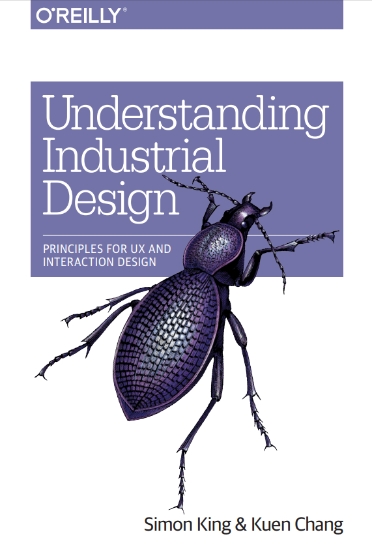 O'REILLY®
Understanding
Industrial
Design
PRINCIPLES FOR UX AND
INTERACTION DESIGN
Simon King & Kuen Chang